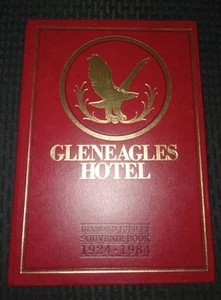 GLENEAGLES
HOTEL
DIAMOND JUBILEE
SOUVENIR BOOK
1924 · 1984